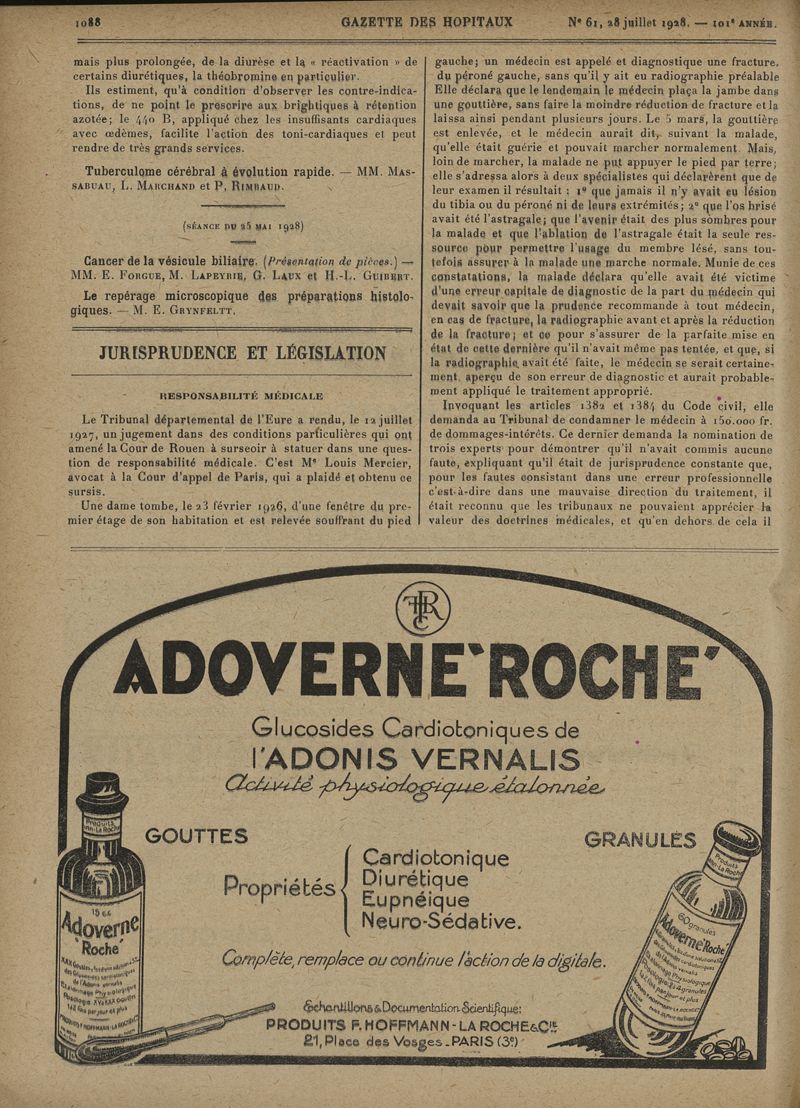 1088
GAZETTE DES HOPITAUX
N° 61, 28 juillet 1928. — 101e ANNÉE.
mais plus prolongée, de la diurèse et la « réactivation » de
certains diurétiques, la théobromine en particulier.
Ils estiment, qu'à condition d'observer les contre-indica-
tions, de ne point le prescrire aux brightiques à rétention
azotée; le 440 B, appliqué chez les insuffisants cardiaques
avec œdèmes, facilite l'action des toni-cardiaques et peut
rendre de très grands services.
Tuberculome cérébral à évolution rapide. — MM. MAS-
SABUAU, L. MARCHAND et P. RIMBAUD.
(SÉANCE DU 25 MAI 1928)
Cancer de la vésicule biliaire. (Présentation de pièces.) —
MM. E. FORGUE, M. LAPEYRIE, G. LAUX et H.-L. GUIBERT.
Le repérage microscopique des préparations histolo-
giques. — M. E. GRYNFELTT.
JURISPRUDENCE ET LÉGISLATION
RESPONSABILITÉ MÉDICALE
Le Tribunal départemental de l'Eure a rendu, le 12 juillet
1927, un jugement dans des conditions particulières qui ont
amené la Cour de Rouen à surseoir à statuer dans une ques-
tion de responsabilité médicale. C'est Me Louis Mercier,
avocat à la Cour d'appel de Paris, qui a plaidé et obtenu ce
sursis.
Une dame tombe, le 23 février 1926, d'une fenêtre du pre-
mier étage de son habitation et est relevée souffrant du pied
gauche; un médecin est appelé et diagnostique une fracture
du péroné gauche, sans qu'il y ait eu radiographie préalable
Elle déclara que le lendemain le médecin plaça la jambe dans
une gouttière, sans faire la moindre réduction de fracture et la
laissa ainsi pendant plusieurs jours. Le 5 mars, la gouttière
est enlevée, et le médecin aurait dit, suivant la malade,
qu'elle était guérie et pouvait marcher normalement. Mais,
loin de marcher, la malade ne put appuyer le pied par terre;
elle s'adressa alors à deux spécialistes qui déclarèrent que de
leur examen il résultait : 1° que jamais il n'y avait eu lésion
du tibia ou du péroné ni de leurs extrémités; 2° que l'os brisé
avait été l'astragale; que l'avenir était des plus sombres pour
la malade et que l'ablation de l'astragale était la seule res-
source pour permettre l'usage du membre lésé, sans tou-
tefois assurer à la malade une marche normale. Munie de ces
constatations, la malade déclara qu'elle avait été victime
d'une erreur capitale de diagnostic de la part du médecin qui
devait savoir que la prudence recommande à tout médecin,
en cas de fracture, la radiographie avant et après la réduction
de la fracture; et ce pour s'assurer de la parfaite mise en
état de cette dernière qu'il n'avait même pas tentée, et que, si
la radiographie avait été faite, le médecin se serait certaine-
ment aperçu de son erreur de diagnostic et aurait probable-
ment appliqué le traitement approprié.
Invoquant les articles 1382 et 1384 du Code civil, elle
demanda au Tribunal de condamner le médecin à 150.000 fr.
de dommages-intérêts. Ce dernier demanda la nomination de
trois experts pour démontrer qu'il n'avait commis aucune
faute, expliquant qu'il était de jurisprudence constante que,
pour les fautes consistant dans une erreur professionnelle
c'est-à-dire dans une mauvaise direction du traitement, il
était reconnu que les tribunaux ne pouvaient apprécier la
valeur des doctrines médicales, et qu'en dehors de cela il
ADOVERNE "ROCHE"
Glucosides Cardiotoniques de
l'ADONIS VERNALIS
Activité physiologique étalonnée
GOUTTES
GRANULES
Propriétés
Cardiotonique
Diurétique
Eupnéique
Neuro-Sédative.
Complète, remplace ou continue l'action de la digitale.
Echantillons & Documentation Scientifique:
PRODUITS F. HOFFMANN-LA ROCHE & Cie
21, Place des Vosges - PARIS (3e)
Produits
Adoverne
"Roche"
Produits
60 granules
Adoverne "Roche"